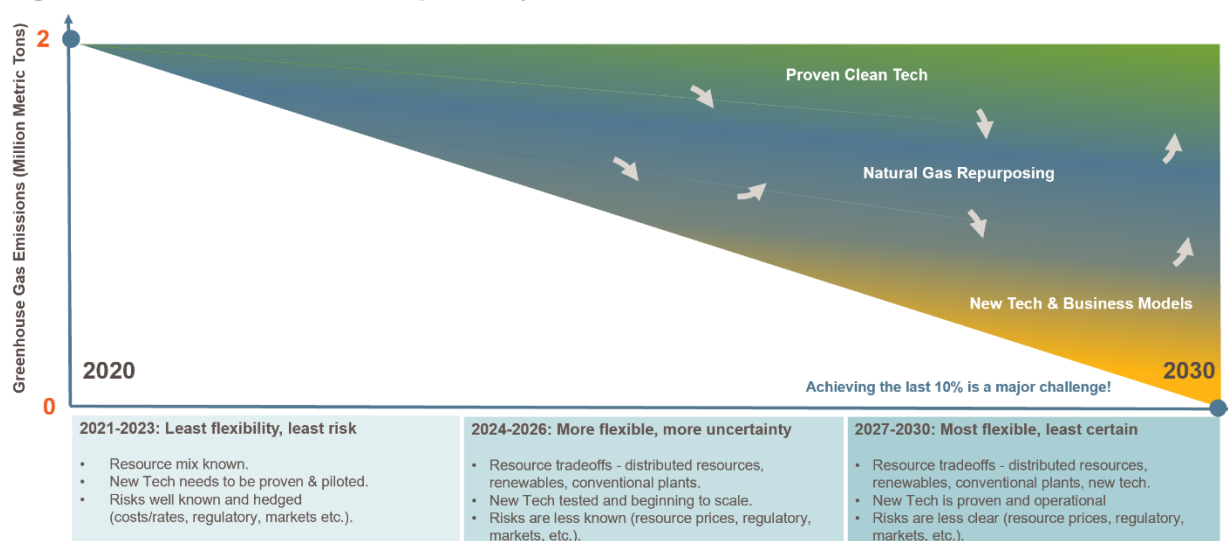 Greenhouse Gas Emissions (Million Metric Tons)
2
Proven Clean Tech
Natural Gas Repurposing
New Tech & Business Models
2020
2030
Achieving the last 10% is a major challenge!
0
2021-2023: Least flexibility, least risk
• Resource mix known.
• New Tech needs to be proven & piloted.
• Risks well known and hedged
(costs/rates, regulatory, markets etc.).
2024-2026: More flexible, more uncertainty
• Resource tradeoffs - distributed resources,
renewables, conventional plants.
• New Tech tested and beginning to scale.
• Risks are less known (resource prices, regulatory,
markets, etc.).
2027-2030: Most flexible, least certain
• Resource tradeoffs - distributed resources,
renewables, conventional plants, new tech.
• New Tech is proven and operational
• Risks are less clear (resource prices, regulatory,
markets, etc.).